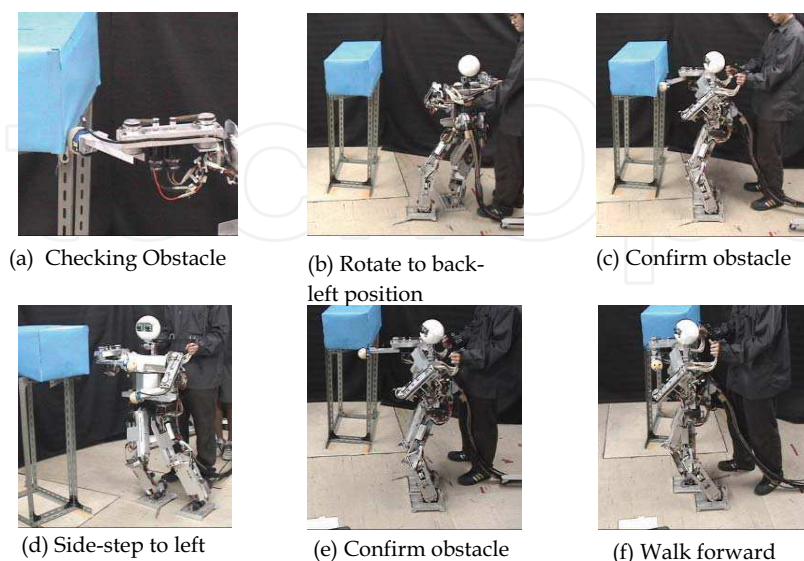 (a) Checking Obstacle
(b) Rotate to back-
left position
(c) Confirm obstacle
(d) Side-step to left
(e) Confirm obstacle
(f) Walk forward